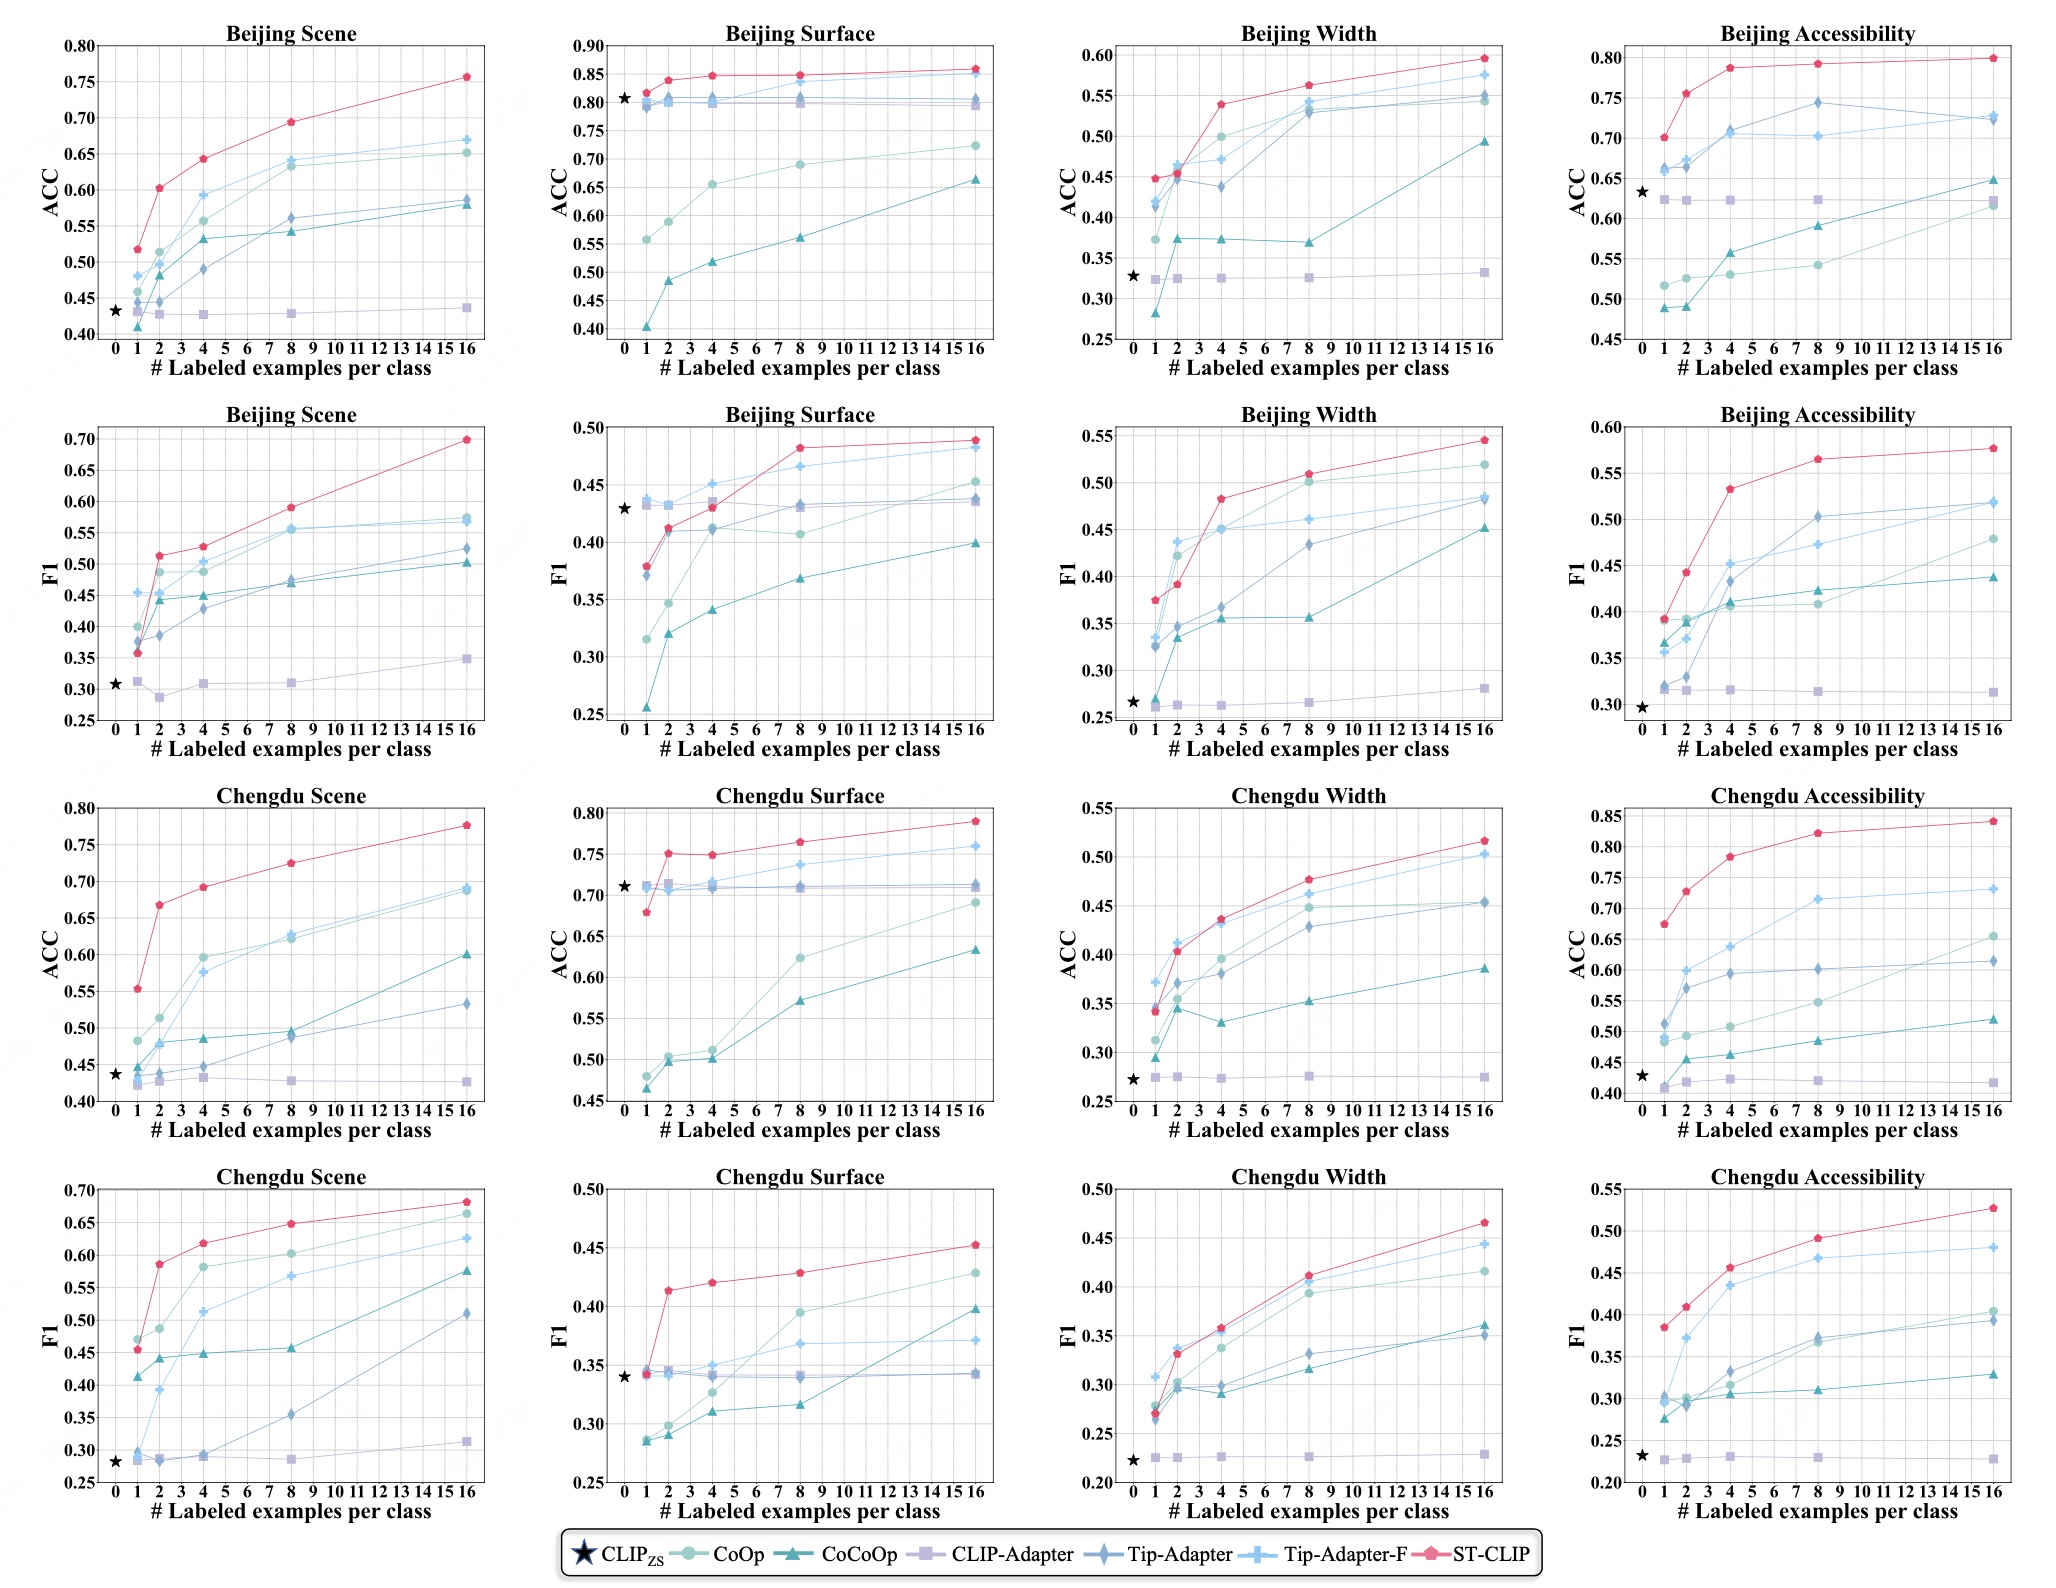 Beijing Scene
ACC
0.80
0.75
0.70
0.65
0.60
0.55
0.50
0.45
0.40
0 1 2 3 4 5 6 7 8 9 10 11 12 13 14 15 16
# Labeled examples per class
Beijing Surface
ACC
0.90
0.85
0.80
0.75
0.70
0.65
0.60
0.55
0.50
0.45
0.40
0 1 2 3 4 5 6 7 8 9 10 11 12 13 14 15 16
# Labeled examples per class
Beijing Width
ACC
0.60
0.55
0.50
0.45
0.40
0.35
0.30
0.25
0 1 2 3 4 5 6 7 8 9 10 11 12 13 14 15 16
# Labeled examples per class
Beijing Accessibility
ACC
0.80
0.75
0.70
0.65
0.60
0.55
0.50
0.45
0 1 2 3 4 5 6 7 8 9 10 11 12 13 14 15 16
# Labeled examples per class
Beijing Scene
F1
0.70
0.65
0.60
0.55
0.50
0.45
0.40
0.35
0.30
0.25
0 1 2 3 4 5 6 7 8 9 10 11 12 13 14 15 16
# Labeled examples per class
Beijing Surface
F1
0.50
0.45
0.40
0.35
0.30
0.25
0 1 2 3 4 5 6 7 8 9 10 11 12 13 14 15 16
# Labeled examples per class
Beijing Width
F1
0.55
0.50
0.45
0.40
0.35
0.30
0.25
0 1 2 3 4 5 6 7 8 9 10 11 12 13 14 15 16
# Labeled examples per class
Beijing Accessibility
F1
0.60
0.55
0.50
0.45
0.40
0.35
0.30
0 1 2 3 4 5 6 7 8 9 10 11 12 13 14 15 16
# Labeled examples per class
Chengdu Scene
ACC
0.80
0.75
0.70
0.65
0.60
0.55
0.50
0.45
0.40
0 1 2 3 4 5 6 7 8 9 10 11 12 13 14 15 16
# Labeled examples per class
Chengdu Surface
ACC
0.80
0.75
0.70
0.65
0.60
0.55
0.50
0.45
0 1 2 3 4 5 6 7 8 9 10 11 12 13 14 15 16
# Labeled examples per class
Chengdu Width
ACC
0.55
0.50
0.45
0.40
0.35
0.30
0.25
0 1 2 3 4 5 6 7 8 9 10 11 12 13 14 15 16
# Labeled examples per class
Chengdu Accessibility
ACC
0.85
0.80
0.75
0.70
0.65
0.60
0.55
0.50
0.45
0.40
0 1 2 3 4 5 6 7 8 9 10 11 12 13 14 15 16
# Labeled examples per class
Chengdu Scene
F1
0.70
0.65
0.60
0.55
0.50
0.45
0.40
0.35
0.30
0.25
0 1 2 3 4 5 6 7 8 9 10 11 12 13 14 15 16
# Labeled examples per class
Chengdu Surface
F1
0.50
0.45
0.40
0.35
0.30
0.25
0 1 2 3 4 5 6 7 8 9 10 11 12 13 14 15 16
# Labeled examples per class
Chengdu Width
F1
0.50
0.45
0.40
0.35
0.30
0.25
0.20
0 1 2 3 4 5 6 7 8 9 10 11 12 13 14 15 16
# Labeled examples per class
Chengdu Accessibility
F1
0.55
0.50
0.45
0.40
0.35
0.30
0.25
0.20
0 1 2 3 4 5 6 7 8 9 10 11 12 13 14 15 16
# Labeled examples per class
CLIP_ZS CoOp CoCoOp CLIP-Adapter Tip-Adapter Tip-Adapter-F ST-CLIP